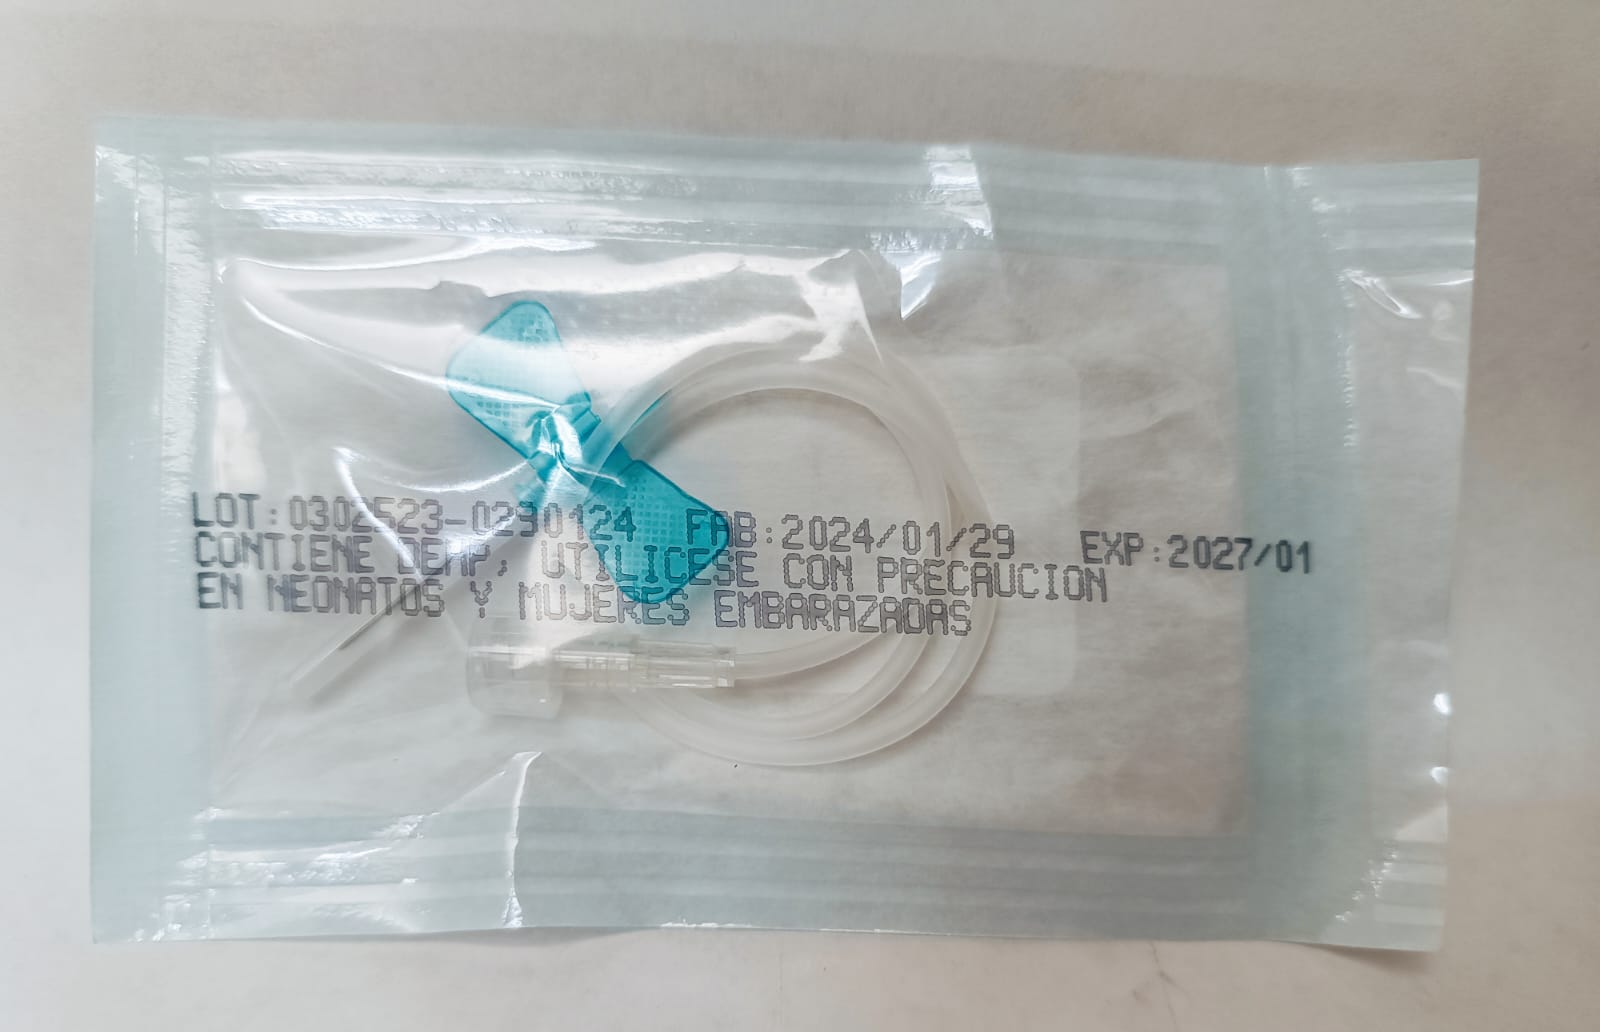 LOT:0302523-0290124 FAB:2024/01/29 EXP:2027/01
CONTIENE DEHP, UTILICESE CON PRECAUCION
EN NEONATOS Y MUJERES EMBARAZADAS